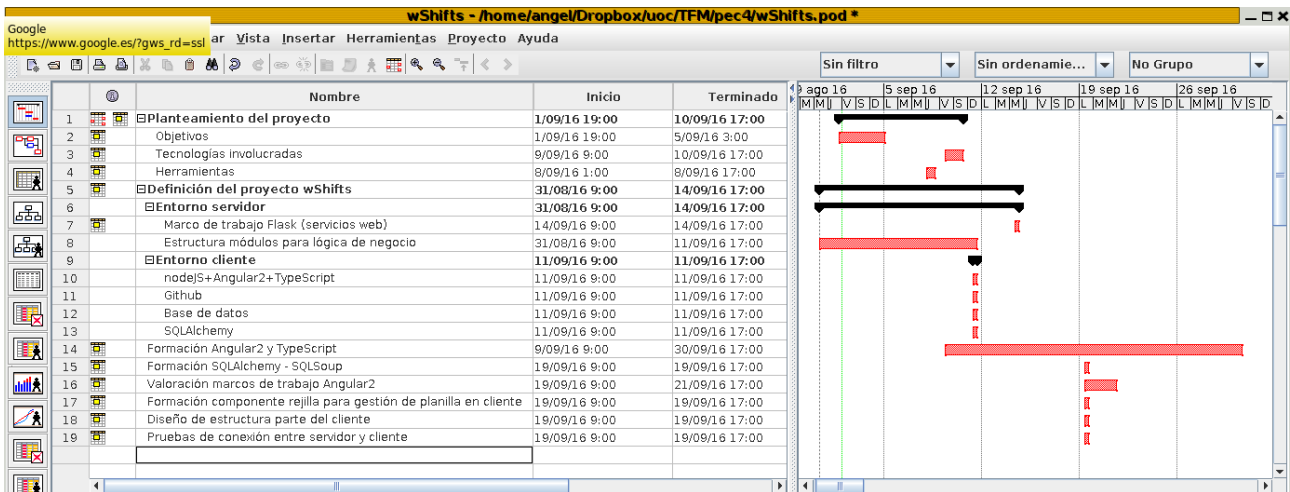 wShifts - /home/angel/Dropbox/uoc/TFM/pec4/wShifts.pod *
Google
https://www.google.es/?gws_rd=ssl
ar Vista Insertar Herramientas Proyecto Ayuda
Sin filtro Sin ordenamie... No Grupo
Nombre Inicio Terminado
ago 16 5 sep 16 12 sep 16 19 sep 16 26 sep 16
M M J V S D L M M J V S D L M M J V S D L M M J V S D L M M J V S D
1 Planteamiento del proyecto 1/09/16 19:00 10/09/16 17:00
2 Objetivos 1/09/16 19:00 5/09/16 3:00
3 Tecnologías involucradas 9/09/16 9:00 10/09/16 17:00
4 Herramientas 8/09/16 1:00 8/09/16 17:00
5 Definición del proyecto wShifts 31/08/16 9:00 14/09/16 17:00
6 Entorno servidor 31/08/16 9:00 14/09/16 17:00
7 Marco de trabajo Flask (servicios web) 14/09/16 9:00 14/09/16 17:00
8 Estructura módulos para lógica de negocio 31/08/16 9:00 11/09/16 17:00
9 Entorno cliente 11/09/16 9:00 11/09/16 17:00
10 nodeJS+Angular2+TypeScript 11/09/16 9:00 11/09/16 17:00
11 Github 11/09/16 9:00 11/09/16 17:00
12 Base de datos 11/09/16 9:00 11/09/16 17:00
13 SQLAlchemy 11/09/16 9:00 11/09/16 17:00
14 Formación Angular2 y TypeScript 9/09/16 9:00 30/09/16 17:00
15 Formación SQLAlchemy - SQLSoup 19/09/16 9:00 19/09/16 17:00
16 Valoración marcos de trabajo Angular2 19/09/16 9:00 21/09/16 17:00
17 Formación componente rejilla para gestión de planilla en cliente 19/09/16 9:00 19/09/16 17:00
18 Diseño de estructura parte del cliente 19/09/16 9:00 19/09/16 17:00
19 Pruebas de conexión entre servidor y cliente 19/09/16 9:00 19/09/16 17:00